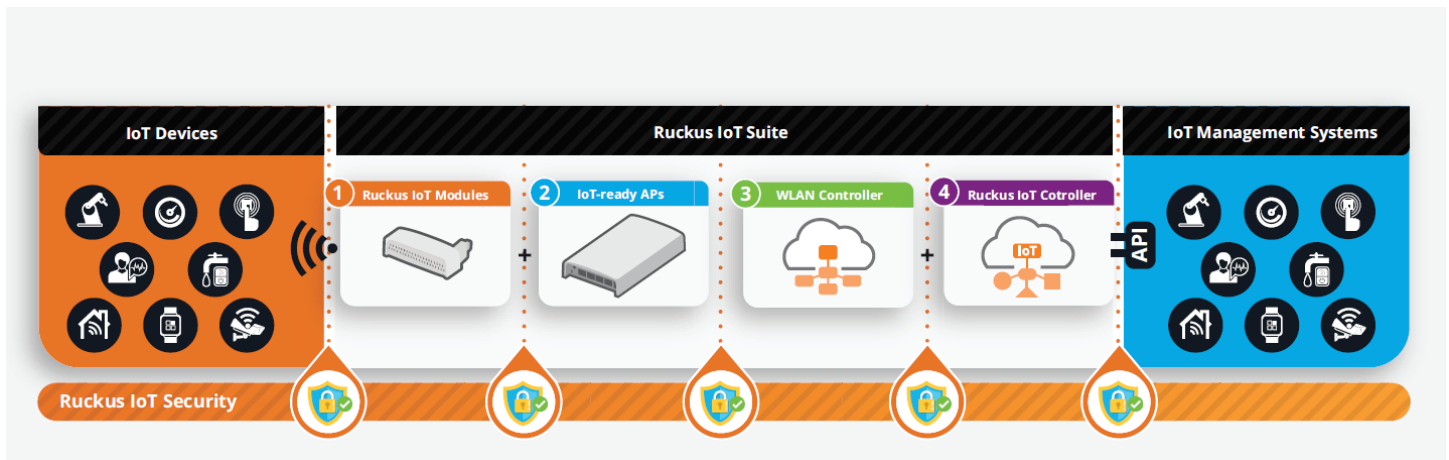 IoT Devices
Ruckus IoT Suite
IoT Management Systems
1 Ruckus IoT Modules
2 IoT-ready APs
3 WLAN Controller
4 Ruckus IoT Cotroller
+
+
+
IoT
API
Ruckus IoT Security